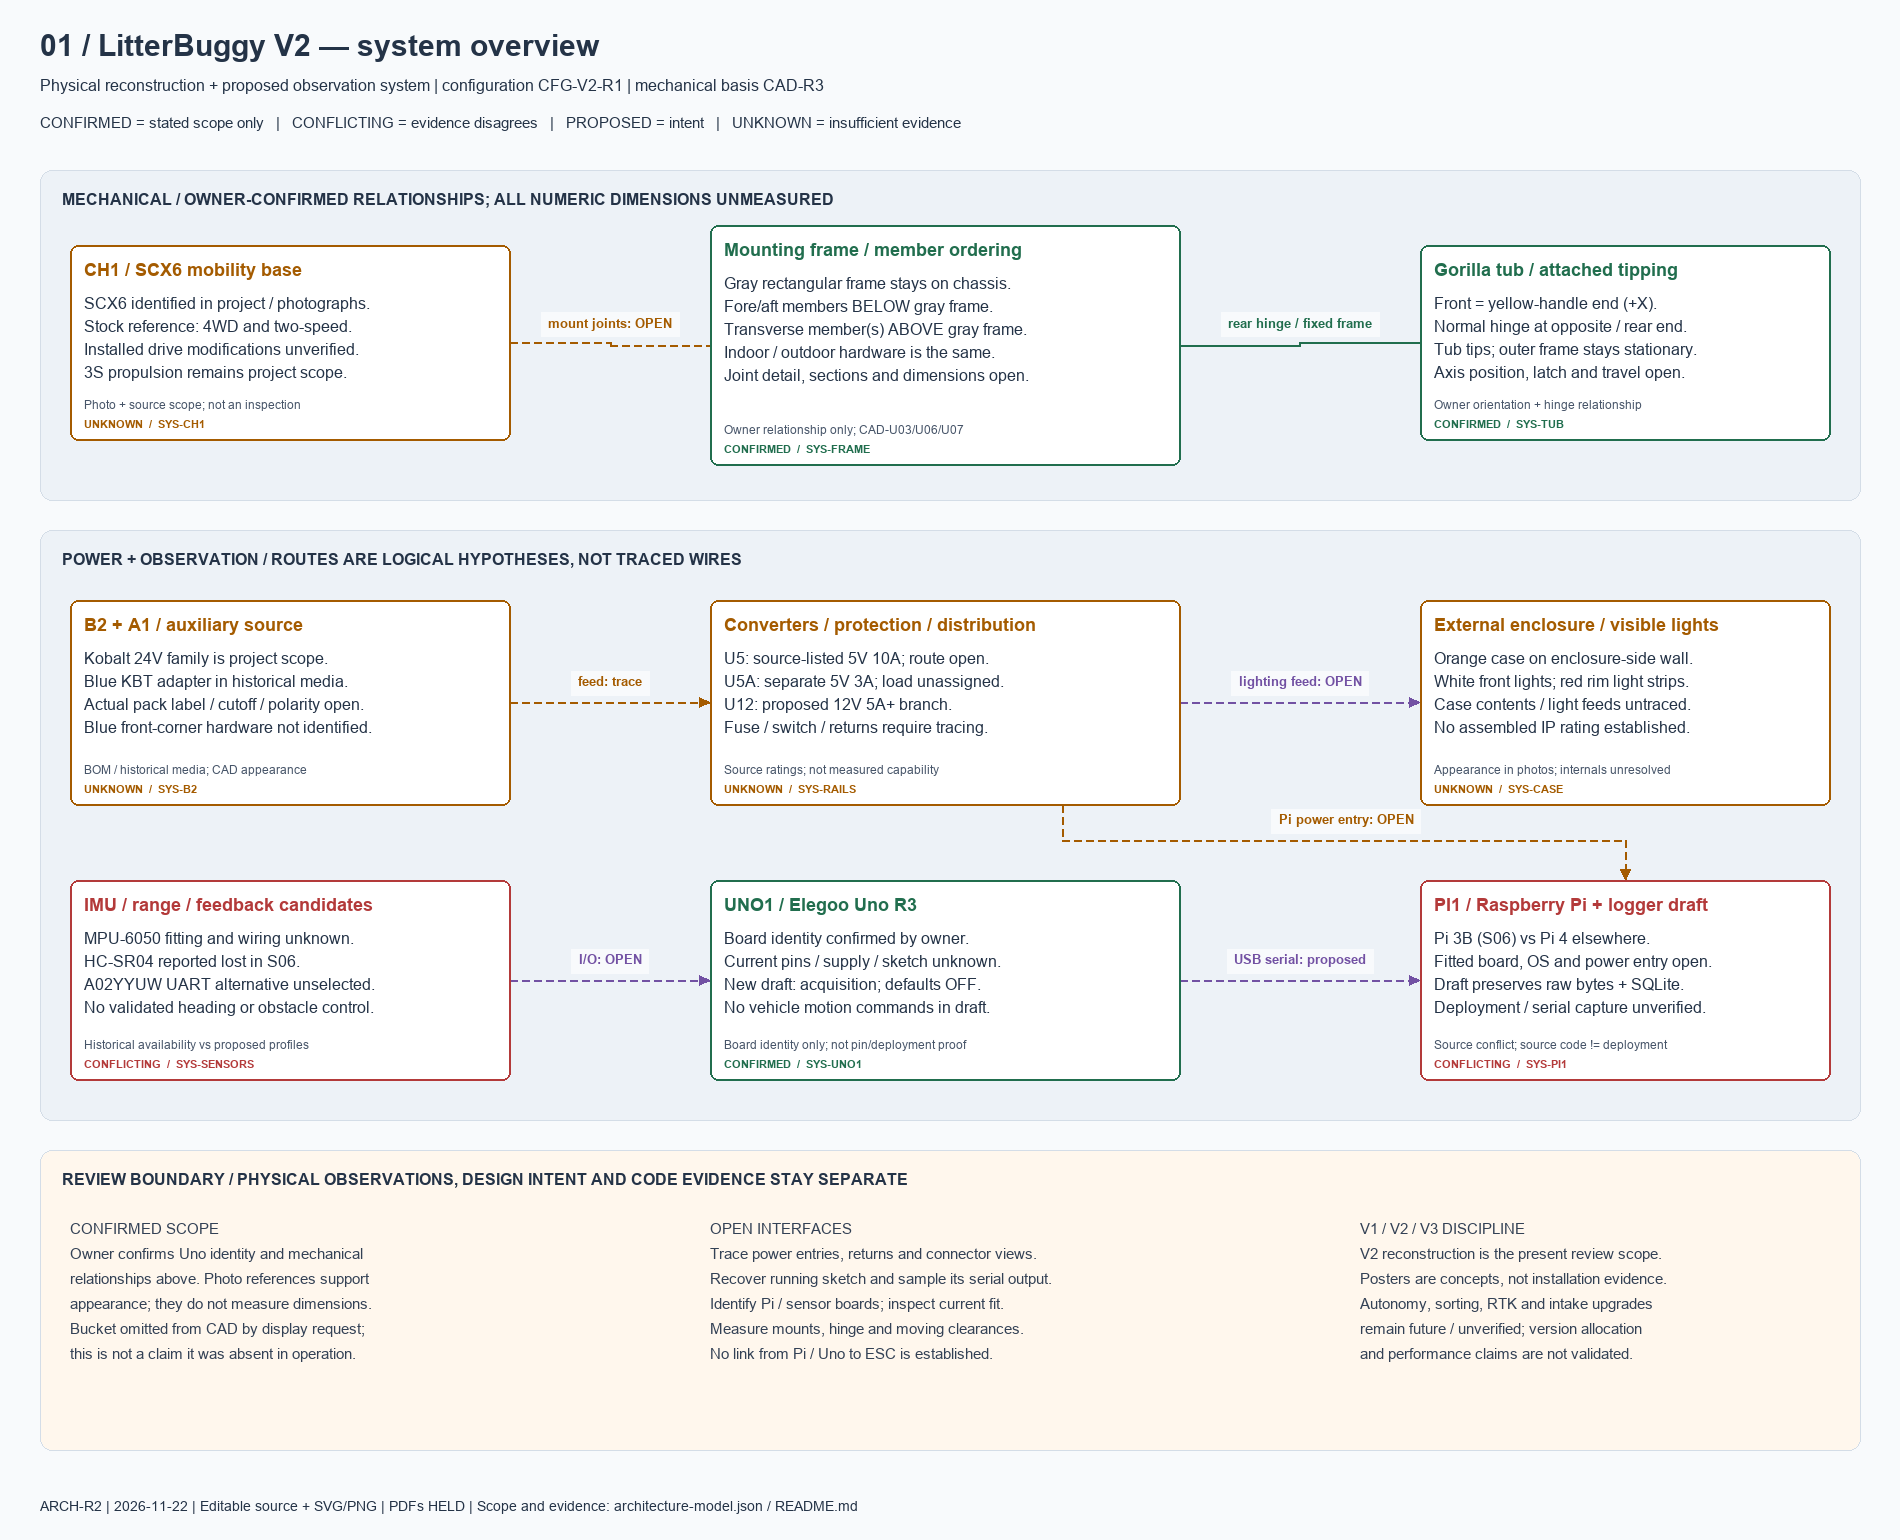 01 / LitterBuggy V2 — system overview
Physical reconstruction + proposed observation system | configuration CFG-V2-R1 | mechanical basis CAD-R3
CONFIRMED = stated scope only | CONFLICTING = evidence disagrees | PROPOSED = intent | UNKNOWN = insufficient evidence
MECHANICAL / OWNER-CONFIRMED RELATIONSHIPS; ALL NUMERIC DIMENSIONS UNMEASURED
CH1 / SCX6 mobility base
SCX6 identified in project / photographs.
Stock reference: 4WD and two-speed.
Installed drive modifications unverified.
3S propulsion remains project scope.
Photo + source scope; not an inspection
UNKNOWN / SYS-CH1
mount joints: OPEN
Mounting frame / member ordering
Gray rectangular frame stays on chassis.
Fore/aft members BELOW gray frame.
Transverse member(s) ABOVE gray frame.
Indoor / outdoor hardware is the same.
Joint detail, sections and dimensions open.
Owner relationship only; CAD-U03/U06/U07
CONFIRMED / SYS-FRAME
rear hinge / fixed frame
Gorilla tub / attached tipping
Front = yellow-handle end (+X).
Normal hinge at opposite / rear end.
Tub tips; outer frame stays stationary.
Axis position, latch and travel open.
Owner orientation + hinge relationship
CONFIRMED / SYS-TUB
POWER + OBSERVATION / ROUTES ARE LOGICAL HYPOTHESES, NOT TRACED WIRES
B2 + A1 / auxiliary source
Kobalt 24V family is project scope.
Blue KBT adapter in historical media.
Actual pack label / cutoff / polarity open.
Blue front-corner hardware not identified.
BOM / historical media; CAD appearance
UNKNOWN / SYS-B2
feed: trace
Converters / protection / distribution
U5: source-listed 5V 10A; route open.
U5A: separate 5V 3A; load unassigned.
U12: proposed 12V 5A+ branch.
Fuse / switch / returns require tracing.
Source ratings; not measured capability
UNKNOWN / SYS-RAILS
lighting feed: OPEN
External enclosure / visible lights
Orange case on enclosure-side wall.
White front lights; red rim light strips.
Case contents / light feeds untraced.
No assembled IP rating established.
Appearance in photos; internals unresolved
UNKNOWN / SYS-CASE
Pi power entry: OPEN
IMU / range / feedback candidates
MPU-6050 fitting and wiring unknown.
HC-SR04 reported lost in S06.
A02YYUW UART alternative unselected.
No validated heading or obstacle control.
Historical availability vs proposed profiles
CONFLICTING / SYS-SENSORS
I/O: OPEN
UNO1 / Elegoo Uno R3
Board identity confirmed by owner.
Current pins / supply / sketch unknown.
New draft: acquisition; defaults OFF.
No vehicle motion commands in draft.
Board identity only; not pin/deployment proof
CONFIRMED / SYS-UNO1
USB serial: proposed
PI1 / Raspberry Pi + logger draft
Pi 3B (S06) vs Pi 4 elsewhere.
Fitted board, OS and power entry open.
Draft preserves raw bytes + SQLite.
Deployment / serial capture unverified.
Source conflict; source code != deployment
CONFLICTING / SYS-PI1
REVIEW BOUNDARY / PHYSICAL OBSERVATIONS, DESIGN INTENT AND CODE EVIDENCE STAY SEPARATE
CONFIRMED SCOPE
Owner confirms Uno identity and mechanical
relationships above. Photo references support
appearance; they do not measure dimensions.
Bucket omitted from CAD by display request;
this is not a claim it was absent in operation.
OPEN INTERFACES
Trace power entries, returns and connector views.
Recover running sketch and sample its serial output.
Identify Pi / sensor boards; inspect current fit.
Measure mounts, hinge and moving clearances.
No link from Pi / Uno to ESC is established.
V1 / V2 / V3 DISCIPLINE
V2 reconstruction is the present review scope.
Posters are concepts, not installation evidence.
Autonomy, sorting, RTK and intake upgrades
remain future / unverified; version allocation
and performance claims are not validated.
ARCH-R2 | 2026-11-22 | Editable source + SVG/PNG | PDFs HELD | Scope and evidence: architecture-model.json / README.md